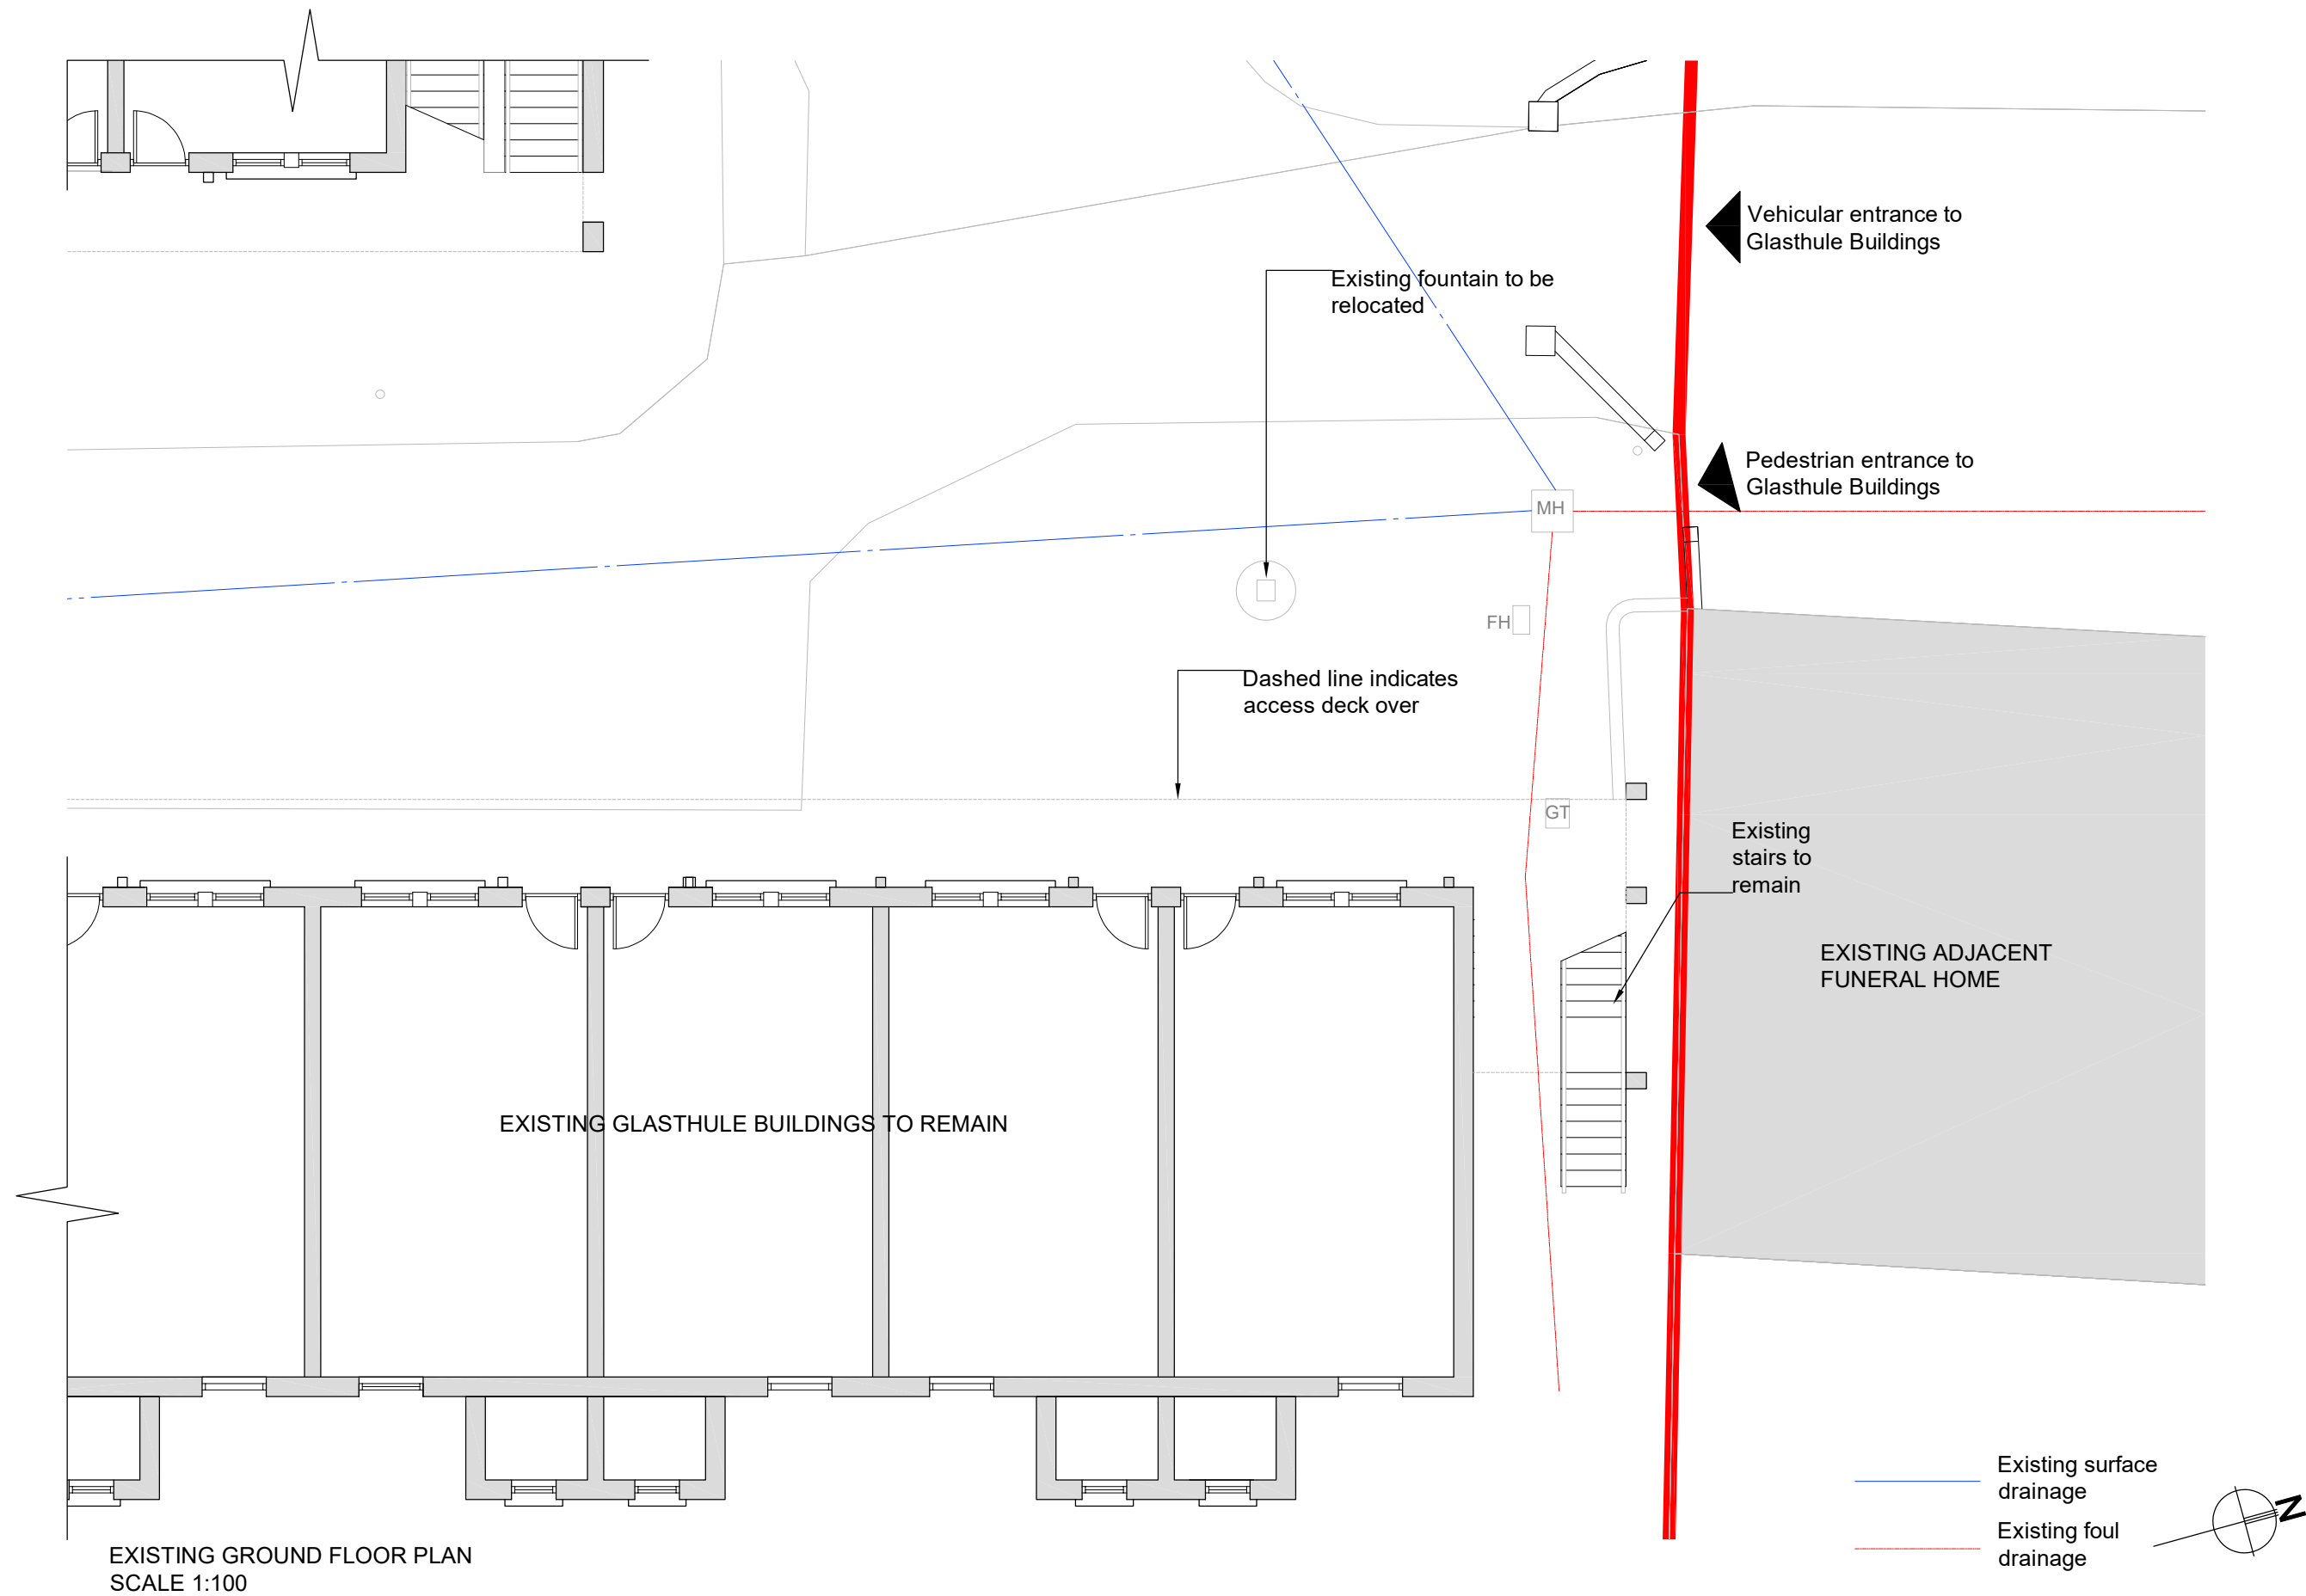 Vehicular entrance to
Glasthule Buildings
Existing fountain to be
relocated
Pedestrian entrance to
Glasthule Buildings
MH
FH
Dashed line indicates
access deck over
GT
Existing
stairs to
remain
EXISTING ADJACENT
FUNERAL HOME
EXISTING GLASTHULE BUILDINGS TO REMAIN
Existing surface
drainage
Existing foul
drainage
N
EXISTING GROUND FLOOR PLAN
SCALE 1:100